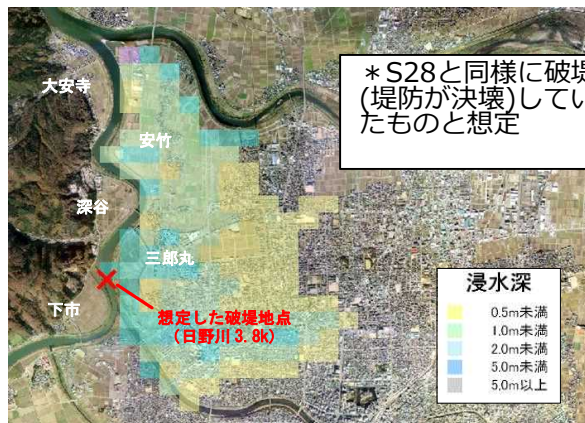 大安寺
安竹
深谷
三郎丸
下市
想定した破堤地点
(日野川 3.8k)
*S28と同様に破堤
(堤防が決壊)してい
たものと想定
浸水深
0.5m未満
1.0m未満
2.0m未満
5.0m未満
5.0m以上